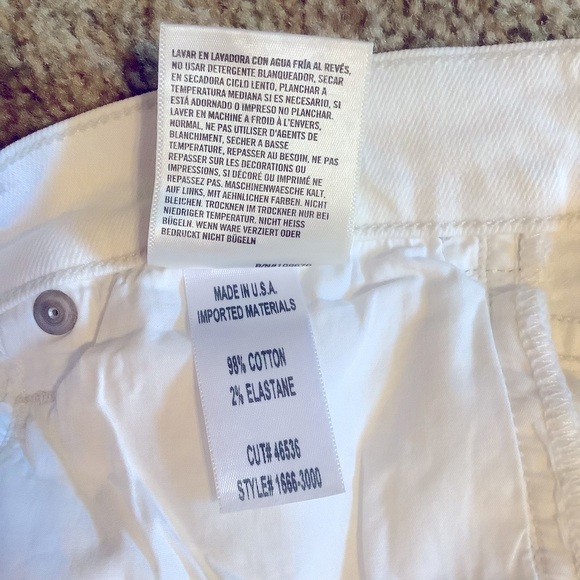 LAVAR EN LAVADORA CON AGUA FRÍA AL REVÉS,
NO USAR DETERGENTE BLANQUEADOR, SECAR
EN SECADORA CICLO LENTO, PLANCHAR A
TEMPERATURA MEDIANA SI ES NECESARIO, SI
ESTÁ ADORNADO O IMPRESO NO PLANCHAR.
LAVER EN MACHINE A FROID À L'ENVERS,
NORMAL, NE PAS UTILISER D'AGENTS DE
BLANCHIMENT, SECHER A BASSE
TEMPERATURE, REPASSER AU BESOIN. NE PAS
REPASSER SUR LES DECORATIONS OU
IMPRESSIONS, SI DÉCORÉ OU IMPRIMÉ NE
REPASSEZ PAS. MASCHINENWAESCHE KALT,
AUF LINKS, MIT AEHNLICHEN FARBEN. NICHT
BLEICHEN. TROCKNEN IM TROCKNER NUR BEI
NIEDRIGER TEMPERATUR. NICHT HEISS
BÜGELN. WENN WARE VERZIERT ODER
BEDRUCKT NICHT BÜGELN
MADE IN U.S.A.
IMPORTED MATERIALS
98% COTTON
2% ELASTANE
CUT# 46536
STYLE# 1666-3000